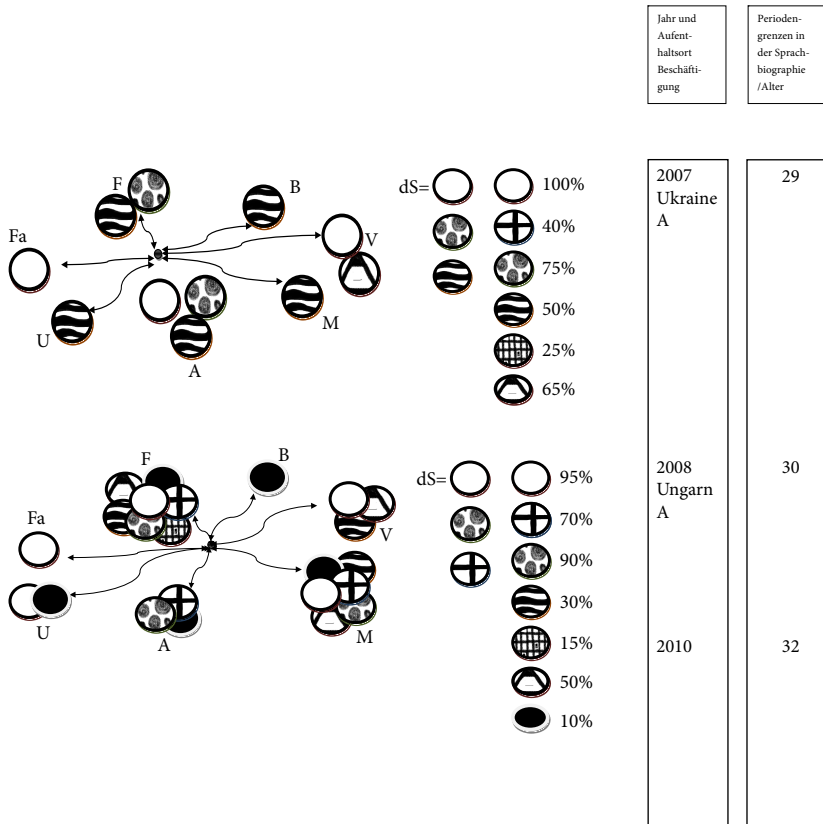 Jahr und
Aufent-
haltsort
Beschäfti-
gung
Perioden-
grenzen in
der Sprach-
biographie
/Alter
F
B
Fa
V
U
M
A
dS=
100%
40%
75%
50%
25%
65%
2007
Ukraine
A
29
F
B
Fa
V
U
A
M
dS=
95%
70%
90%
30%
15%
50%
10%
2008
Ungarn
A
30
2010
32